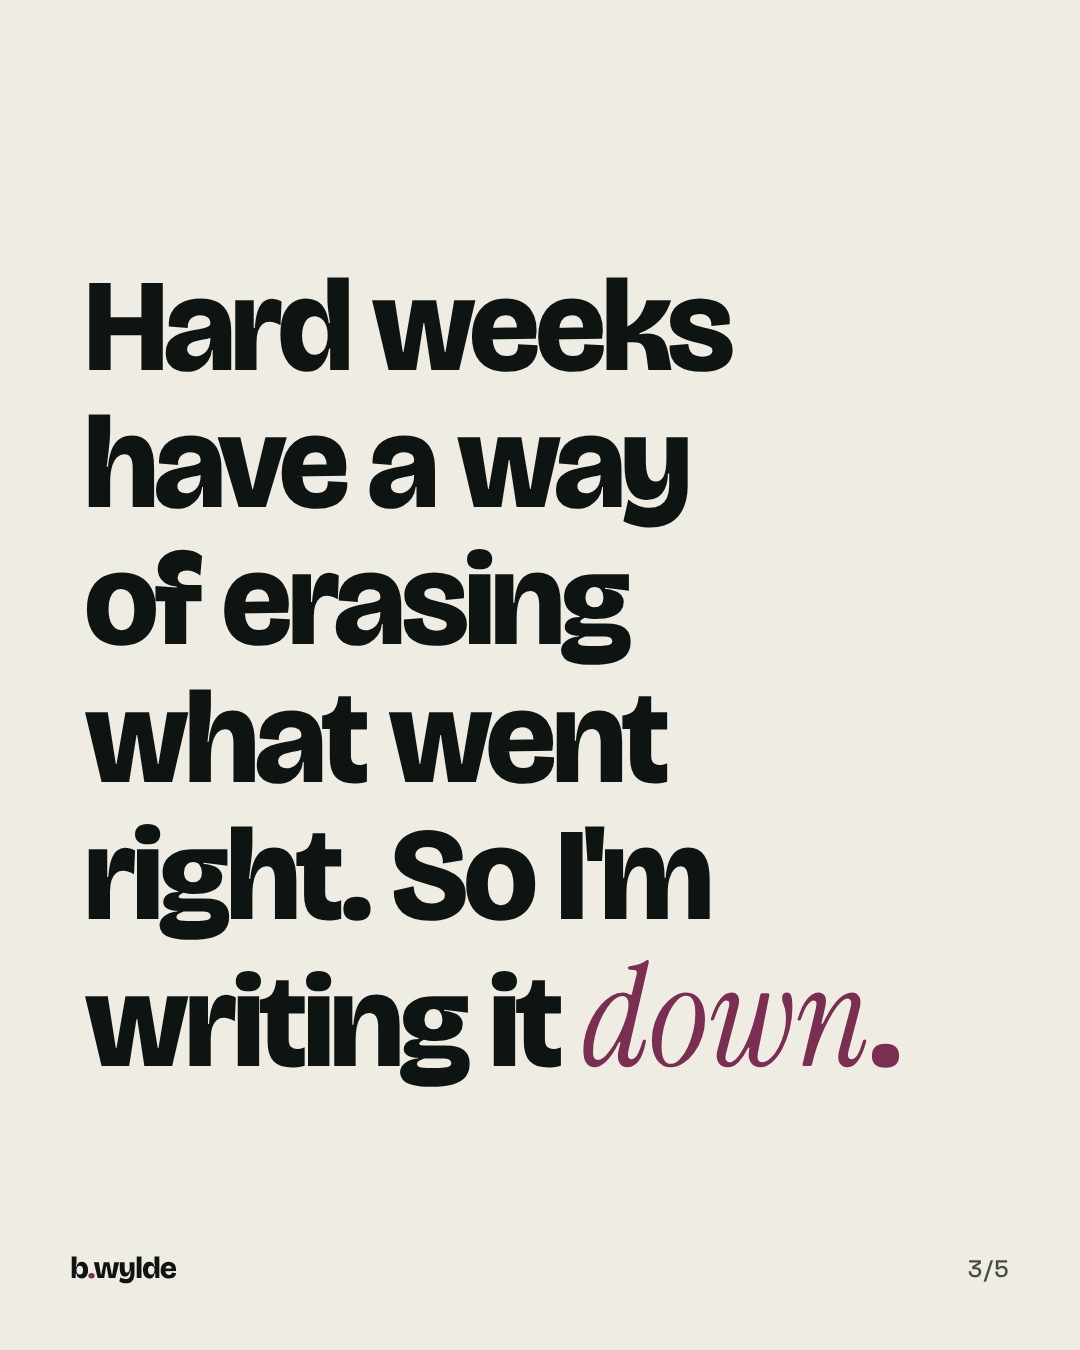 Hard weeks
have a way
of erasing
what went
right. So I'm
writing it down.
b.wylde
3/5